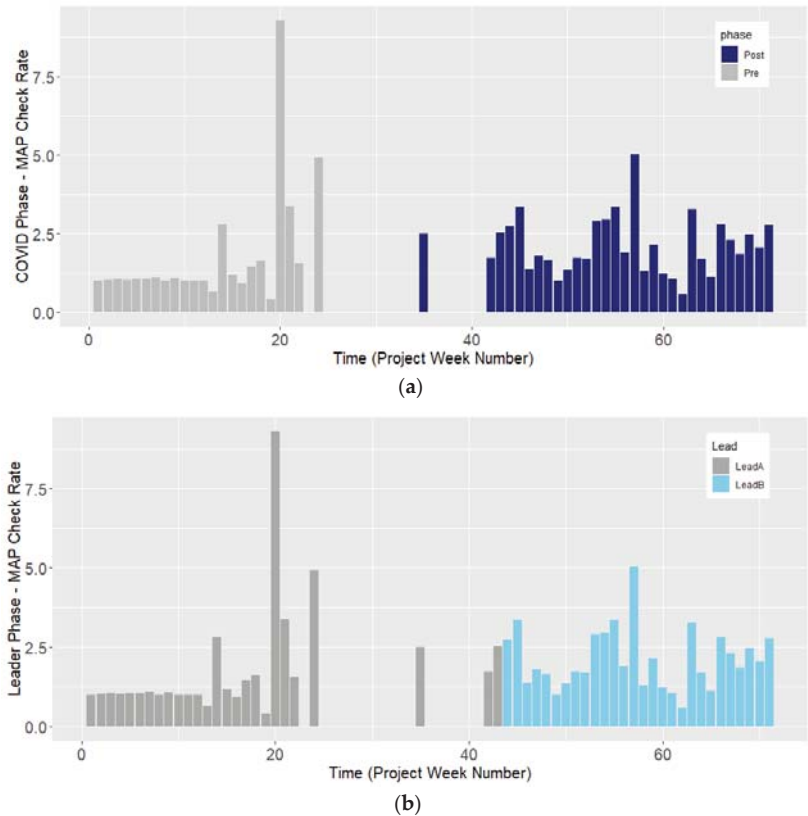 COVID Phase - MAP Check Rate
7.5
5.0
2.5
0.0
phase
Post
Pre
0
20
40
60
Time (Project Week Number)
(a)
Leader Phase - MAP Check Rate
7.5
5.0
2.5
0.0
Lead
LeadA
LeadB
0
20
40
60
Time (Project Week Number)
(b)